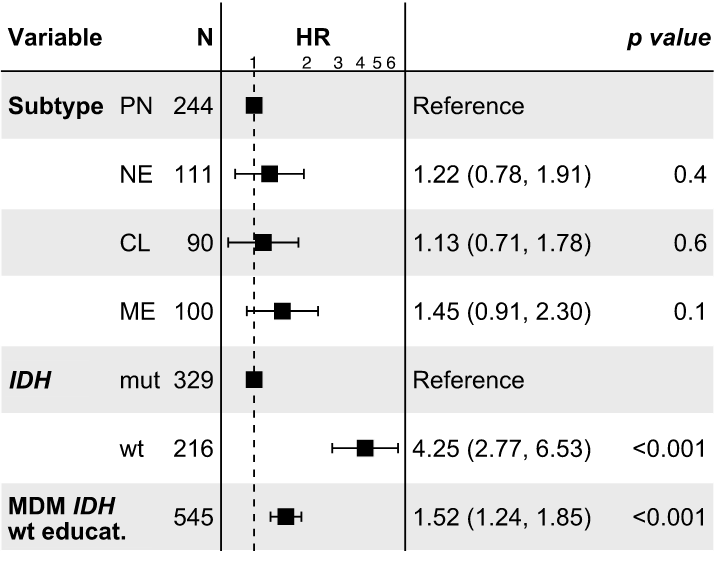 Variable N HR p value
1 2 3 4 5 6
Subtype PN 244 Reference
NE 111 1.22 (0.78, 1.91) 0.4
CL 90 1.13 (0.71, 1.78) 0.6
ME 100 1.45 (0.91, 2.30) 0.1
IDH mut 329 Reference
wt 216 4.25 (2.77, 6.53) <0.001
MDM IDH
wt educat. 545 1.52 (1.24, 1.85) <0.001